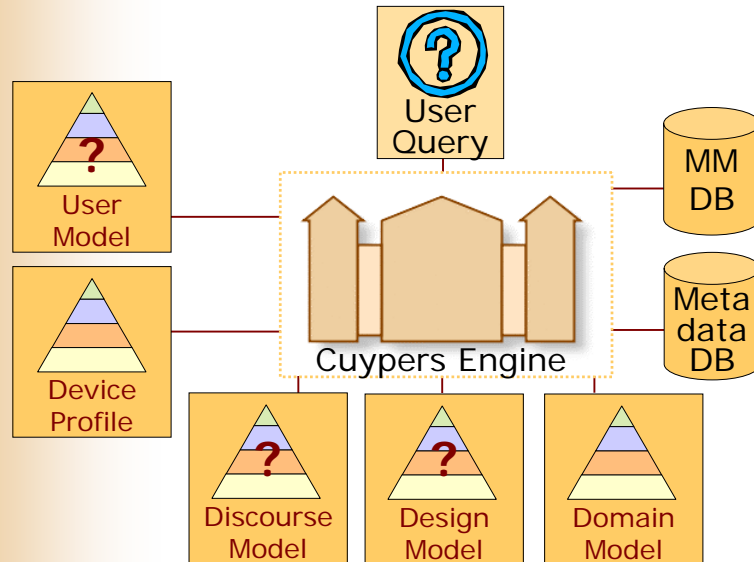 ?
User
Query
?
User
Model
MM
DB
Device
Profile
Meta
data
DB
Cuypers Engine
?
Discourse
Model
?
Design
Model
Domain
Model